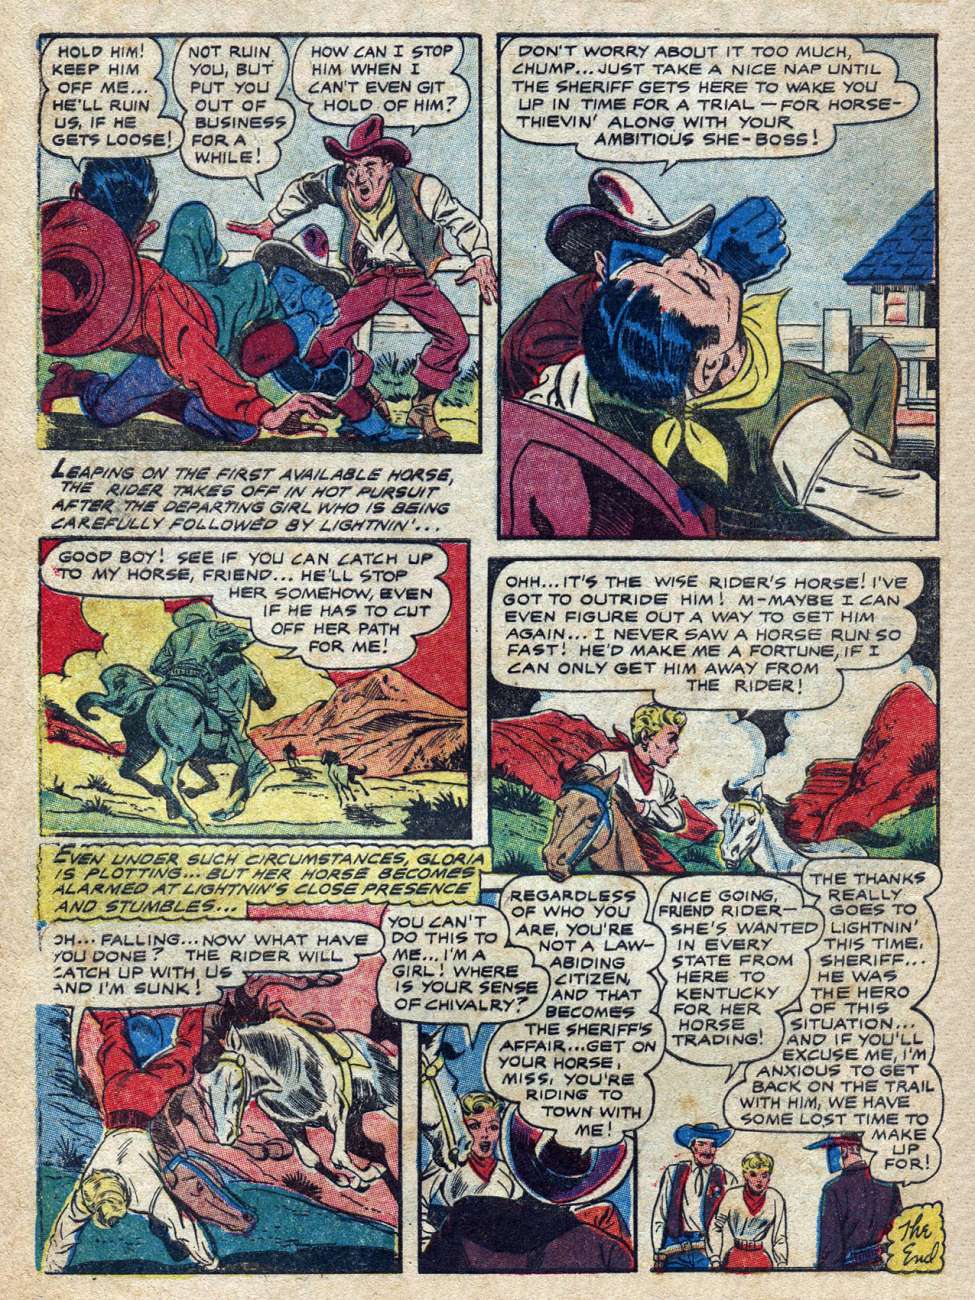 HOLD HIM!
KEEP HIM
OFF ME...
HE'LL RUIN
US, IF HE
GETS LOOSE!
NOT RUIN
YOU, BUT
PUT YOU
OUT OF
BUSINESS
FOR A
WHILE!
HOW CAN I STOP
HIM WHEN I
CAN'T EVEN GIT
HOLD OF HIM?
DON'T WORRY ABOUT IT TOO MUCH,
CHUMP... JUST TAKE A NICE NAP UNTIL
THE SHERIFF GETS HERE TO WAKE YOU
UP IN TIME FOR A TRIAL — FOR HORSE-
THIEVIN' ALONG WITH YOUR
AMBITIOUS SHE-BOSS!
LEAPING ON THE FIRST AVAILABLE HORSE,
THE RIDER TAKES OFF IN HOT PURSUIT
AFTER THE DEPARTING GIRL WHO IS BEING
CAREFULLY FOLLOWED BY LIGHTNIN'...
GOOD BOY! SEE IF YOU CAN CATCH UP
TO MY HORSE, FRIEND... HE'LL STOP
HER SOMEHOW, EVEN
IF HE HAS TO CUT
OFF HER PATH
FOR ME!
OHH... IT'S THE WISE RIDER'S HORSE! I'VE
GOT TO OUTRIDE HIM! M-MAYBE I CAN
EVEN FIGURE OUT A WAY TO GET HIM
AGAIN... I NEVER SAW A HORSE RUN SO
FAST! HE'D MAKE ME A FORTUNE, IF I
CAN ONLY GET HIM AWAY FROM
THE RIDER!
EVEN UNDER SUCH CIRCUMSTANCES, GLORIA
IS PLOTTING... BUT HER HORSE BECOMES
ALARMED AT LIGHTNIN'S CLOSE PRESENCE
AND STUMBLES...
OH... FALLING... NOW WHAT HAVE
YOU DONE? THE RIDER WILL
CATCH UP WITH US
AND I'M SUNK!
YOU CAN'T
DO THIS TO
ME... I'M A
GIRL! WHERE
IS YOUR SENSE
OF CHIVALRY?
REGARDLESS
OF WHO YOU
ARE, YOU'RE
NOT A LAW-
ABIDING
CITIZEN,
AND THAT
BECOMES
THE SHERIFF'S
AFFAIR... GET ON
YOUR HORSE,
MISS, YOU'RE
RIDING TO
TOWN WITH
ME!
NICE GOING,
FRIEND RIDER—
SHE'S WANTED
IN EVERY
STATE FROM
HERE TO
KENTUCKY
FOR HER
HORSE
TRADING!
THE THANKS
REALLY
GOES TO
LIGHTNIN'
THIS TIME,
SHERIFF...
HE WAS
THE HERO
OF THIS
SITUATION...
AND IF YOU'LL
EXCUSE ME, I'M
ANXIOUS TO GET
BACK ON THE TRAIL
WITH HIM, WE HAVE
SOME LOST TIME TO
MAKE
UP
FOR!
The
End